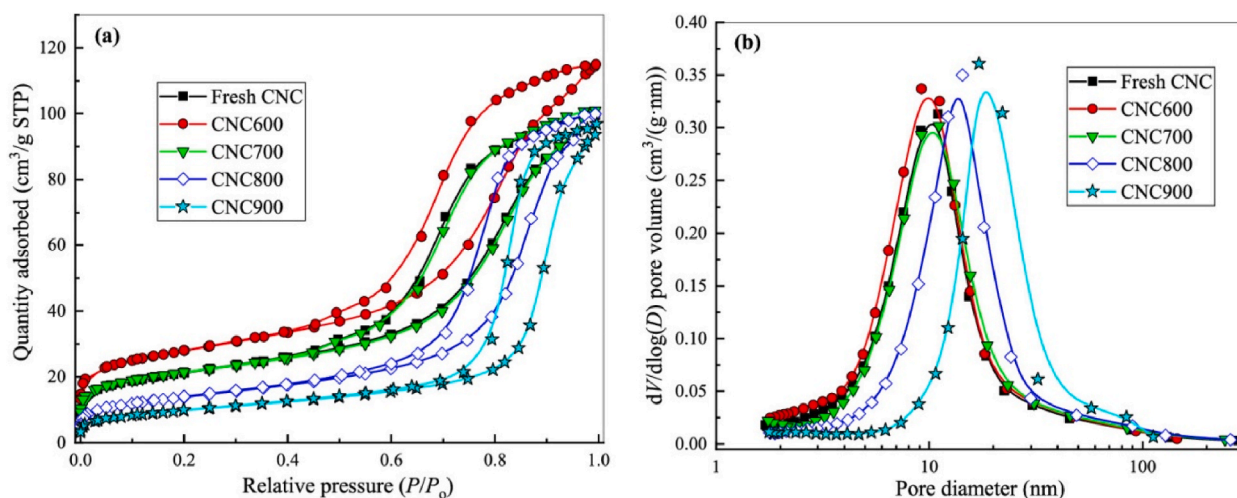 (a)
120
100
80
60
40
20
0
Quantity adsorbed (cm³/g STP)
Fresh CNC
CNC600
CNC700
CNC800
CNC900
0.0 0.2 0.4 0.6 0.8 1.0
Relative pressure (P/Pₒ)
(b)
0.40
0.35
0.30
0.25
0.20
0.15
0.10
0.05
0.00
dV/dlog(D) pore volume (cm³/(g·nm))
Fresh CNC
CNC600
CNC700
CNC800
CNC900
1 10 100
Pore diameter (nm)